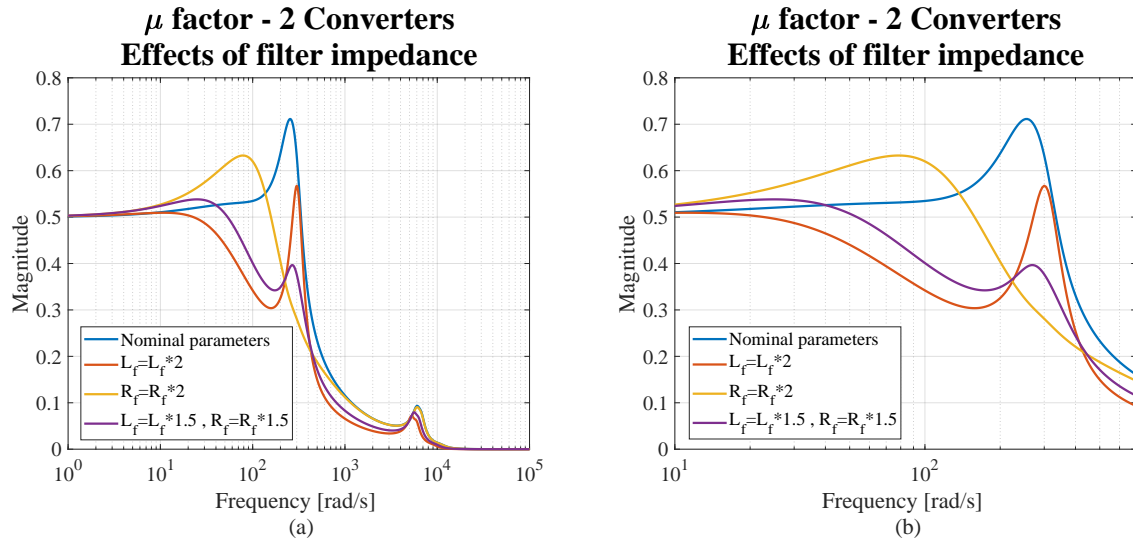 μ factor - 2 Converters
Effects of filter impedance
0.8
0.7
0.6
0.5
0.4
0.3
0.2
0.1
0
Magnitude
Nominal parameters
L_f=L_f*2
R_f=R_f*2
L_f=L_f*1.5 , R_f=R_f*1.5
10^0 10^1 10^2 10^3 10^4 10^5
Frequency [rad/s]
(a)
μ factor - 2 Converters
Effects of filter impedance
0.8
0.7
0.6
0.5
0.4
0.3
0.2
0.1
0
Magnitude
Nominal parameters
L_f=L_f*2
R_f=R_f*2
L_f=L_f*1.5 , R_f=R_f*1.5
10^1 10^2
Frequency [rad/s]
(b)